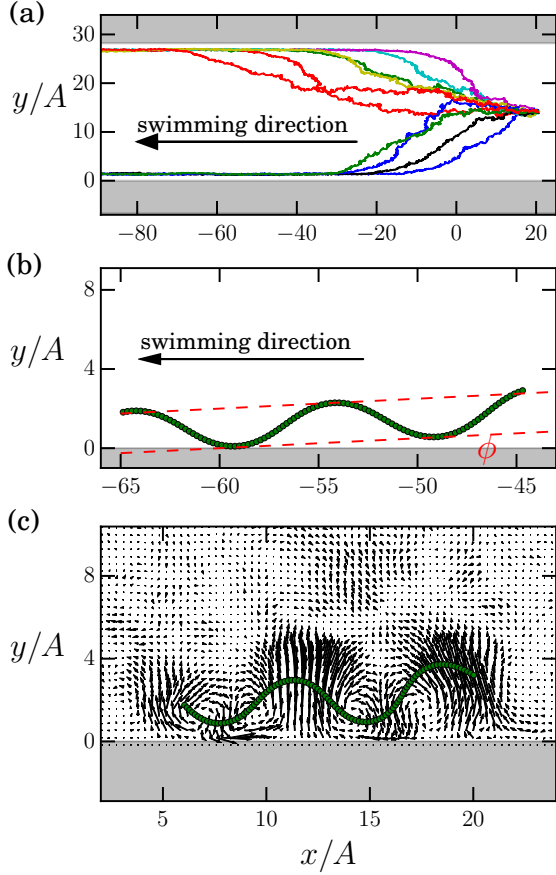 (a)
30
20
10
0
y/A
swimming direction
−80 −60 −40 −20 0 20
(b)
8
4
0
y/A
swimming direction
ϕ
−65 −60 −55 −50 −45
(c)
8
4
0
y/A
5 10 15 20
x/A